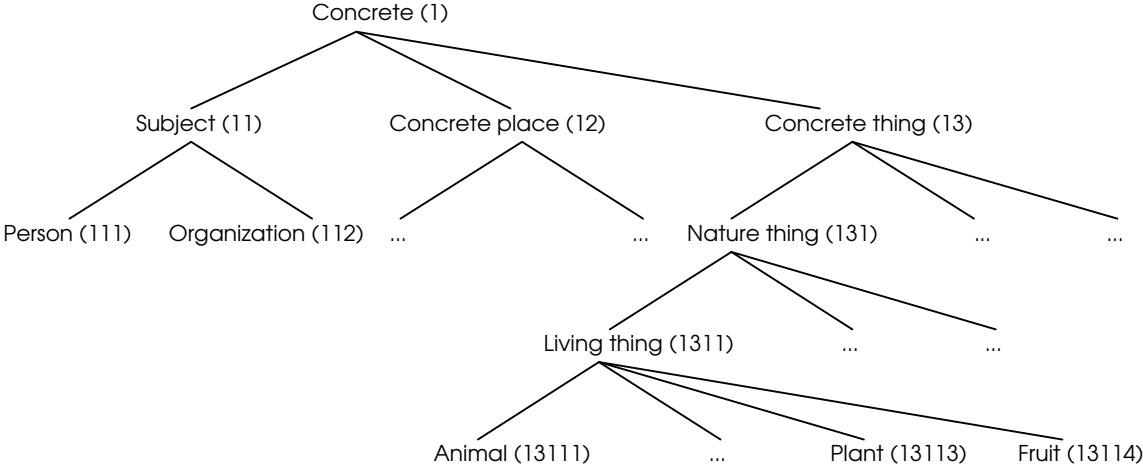 Concrete (1)
Subject (11) Concrete place (12) Concrete thing (13)
Person (111) Organization (112) ... ... Nature thing (131) ... ...
Living thing (1311) ... ...
Animal (13111) ... Plant (13113) Fruit (13114)